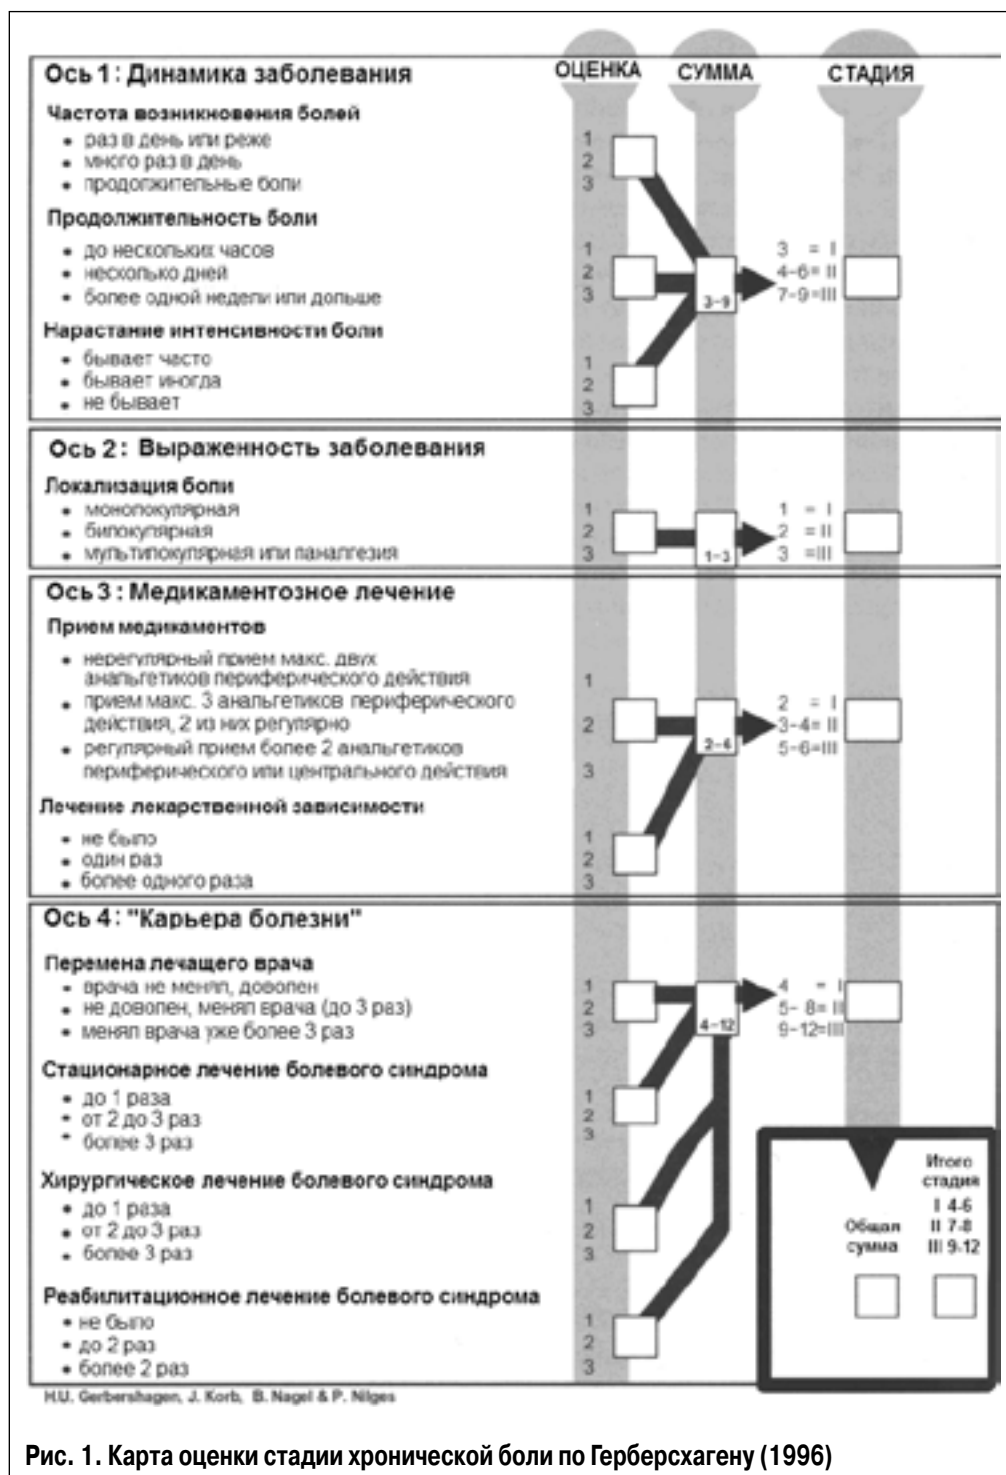 ОЦЕНКА СУММА СТАДИЯ
Ось 1: Динамика заболевания
Частота возникновения болей
• раз в день или реже 1
• много раз в день 2
• продолжительные боли 3
Продолжительность боли
• до нескольких часов 1
• несколько дней 2
• более одной недели или дольше 3
3-9
3 = I
4-6= II
7-9=III
Нарастание интенсивности боли
• бывает часто 1
• бывает иногда 2
• не бывает 3
Ось 2: Выраженность заболевания
Локализация боли
• монолокулярная 1
• билокулярная 2
• мультилокулярная или паналгезия 3
1-3
1 = I
2 = II
3 =III
Ось 3: Медикаментозное лечение
Прием медикаментов
• нерегулярный прием макс. двух
анальгетиков периферического действия 1
• прием макс. 3 анальгетиков периферического
действия, 2 из них регулярно 2
• регулярный прием более 2 анальгетиков
периферического или центрального действия 3
2-6
2 = I
3-4= II
5-6=III
Лечение лекарственной зависимости
• не было 1
• один раз 2
• более одного раза 3
Ось 4: "Карьера болезни"
Перемена лечащего врача
• врача не менял, доволен 1
• не доволен, менял врача (до 3 раз) 2
• менял врача уже более 3 раз 3
4-12
4 = I
5- 8= II
9-12=III
Стационарное лечение болевого синдрома
• до 1 раза 1
• от 2 до 3 раз 2
• более 3 раз 3
Хирургическое лечение болевого синдрома
• до 1 раза 1
• от 2 до 3 раз 2
• более 3 раз 3
Реабилитационное лечение болевого синдрома
• не было 1
• до 2 раз 2
• более 2 раз 3
Итого
стадия
I 4-6
II 7-8
III 9-12
Общая
сумма
H.U. Gerbershagen, J. Korb, B. Nagel & P. Nilges
Рис. 1. Карта оценки стадии хронической боли по Герберсхагену (1996)